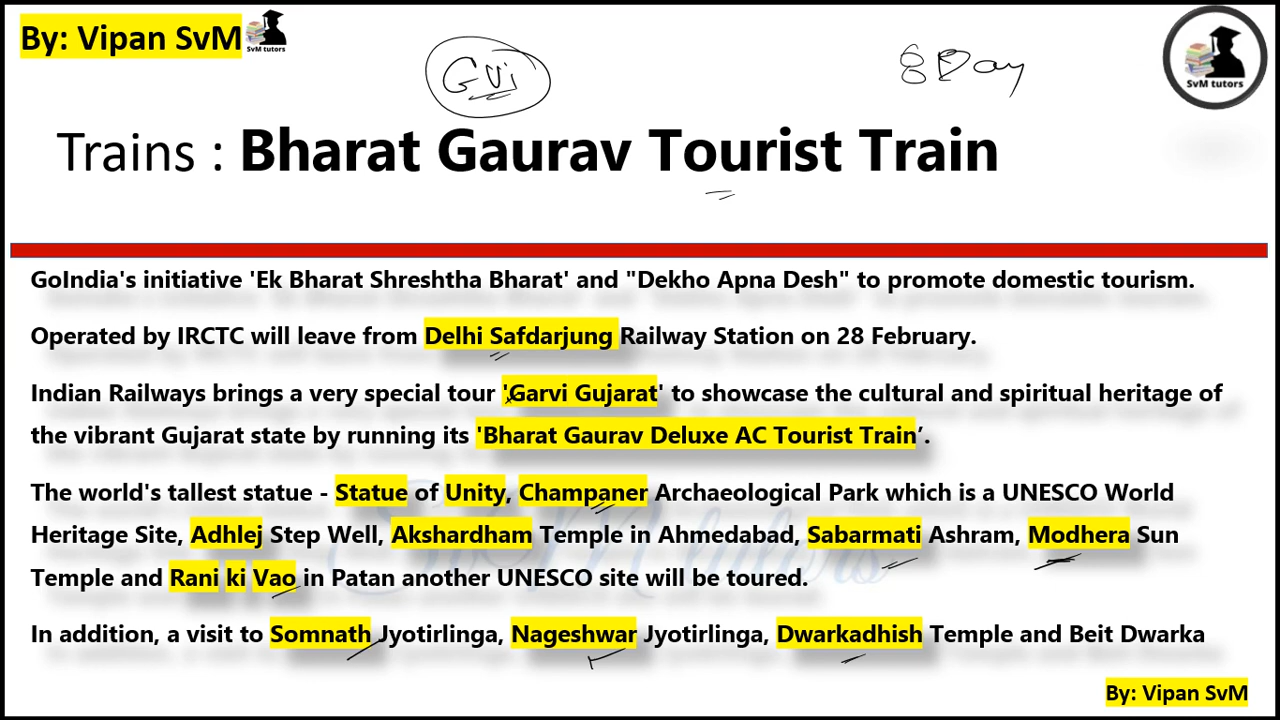 By: Vipan SvM
SvM tutors
GUj
8 Day
SvM tutors
Trains : Bharat Gaurav Tourist Train
GoIndia's initiative 'Ek Bharat Shreshtha Bharat' and "Dekho Apna Desh" to promote domestic tourism.
Operated by IRCTC will leave from Delhi Safdarjung Railway Station on 28 February.
Indian Railways brings a very special tour 'Garvi Gujarat' to showcase the cultural and spiritual heritage of
the vibrant Gujarat state by running its 'Bharat Gaurav Deluxe AC Tourist Train’.
The world's tallest statue - Statue of Unity, Champaner Archaeological Park which is a UNESCO World
Heritage Site, Adhlej Step Well, Akshardham Temple in Ahmedabad, Sabarmati Ashram, Modhera Sun
Temple and Rani ki Vao in Patan another UNESCO site will be toured.
In addition, a visit to Somnath Jyotirlinga, Nageshwar Jyotirlinga, Dwarkadhish Temple and Beit Dwarka
SvM tutors
By: Vipan SvM